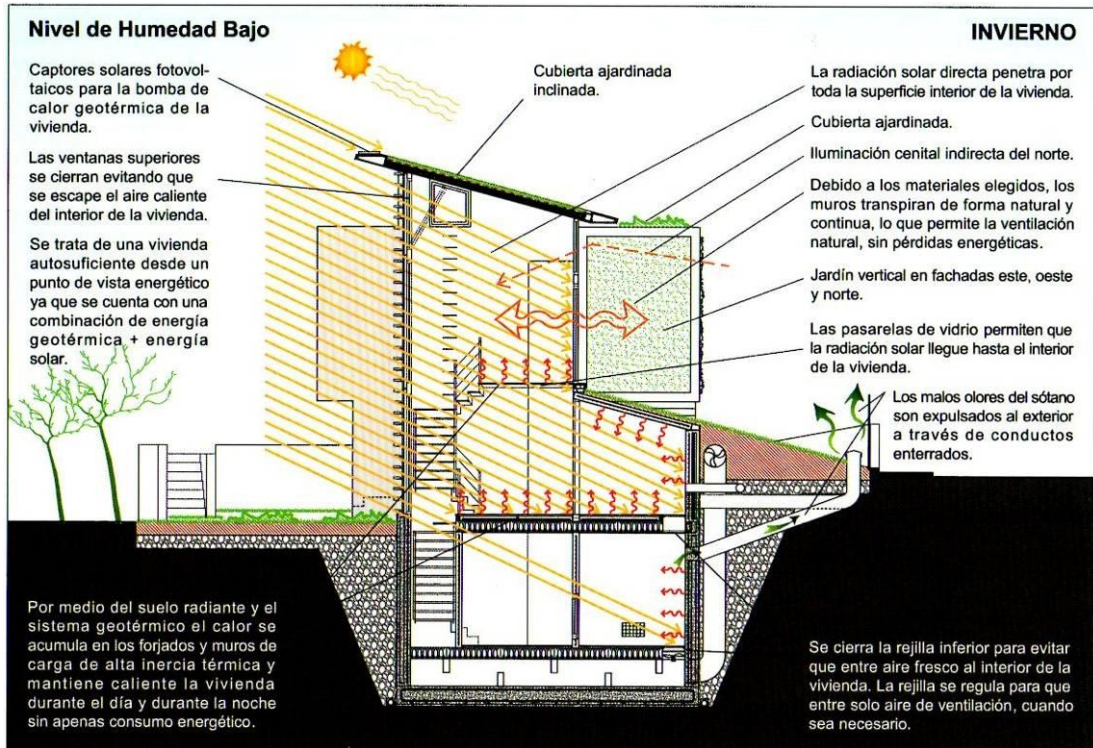 Nivel de Humedad Bajo
INVIERNO
Captores solares fotovol-
taicos para la bomba de
calor geotérmica de la
vivienda.
Las ventanas superiores
se cierran evitando que
se escape el aire caliente
del interior de la vivienda.
Se trata de una vivienda
autosuficiente desde un
punto de vista energético
ya que se cuenta con una
combinación de energía
geotérmica + energía
solar.
Cubierta ajardinada
inclinada.
La radiación solar directa penetra por
toda la superficie interior de la vivienda.
Cubierta ajardinada.
Iluminación cenital indirecta del norte.
Debido a los materiales elegidos, los
muros transpiran de forma natural y
continua, lo que permite la ventilación
natural, sin pérdidas energéticas.
Jardín vertical en fachadas este, oeste
y norte.
Las pasarelas de vidrio permiten que
la radiación solar llegue hasta el interior
de la vivienda.
Los malos olores del sótano
son expulsados al exterior
a través de conductos
enterrados.
Por medio del suelo radiante y el
sistema geotérmico el calor se
acumula en los forjados y muros de
carga de alta inercia térmica y
mantiene caliente la vivienda
durante el día y durante la noche
sin apenas consumo energético.
Se cierra la rejilla inferior para evitar
que entre aire fresco al interior de la
vivienda. La rejilla se regula para que
entre solo aire de ventilación, cuando
sea necesario.